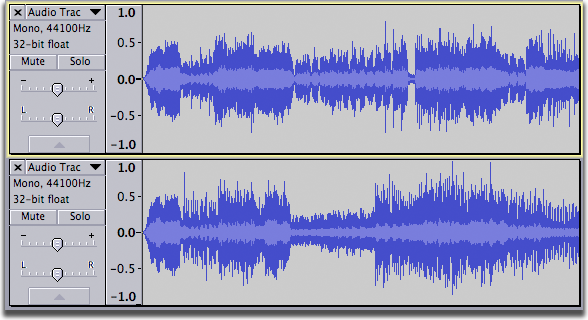 Audio Trac
Mono, 44100Hz
32-bit float
Mute Solo
- +
L R
1.0
0.5
0.0
-0.5
-1.0
Audio Trac
Mono, 44100Hz
32-bit float
Mute Solo
- +
L R
1.0
0.5
0.0
-0.5
-1.0